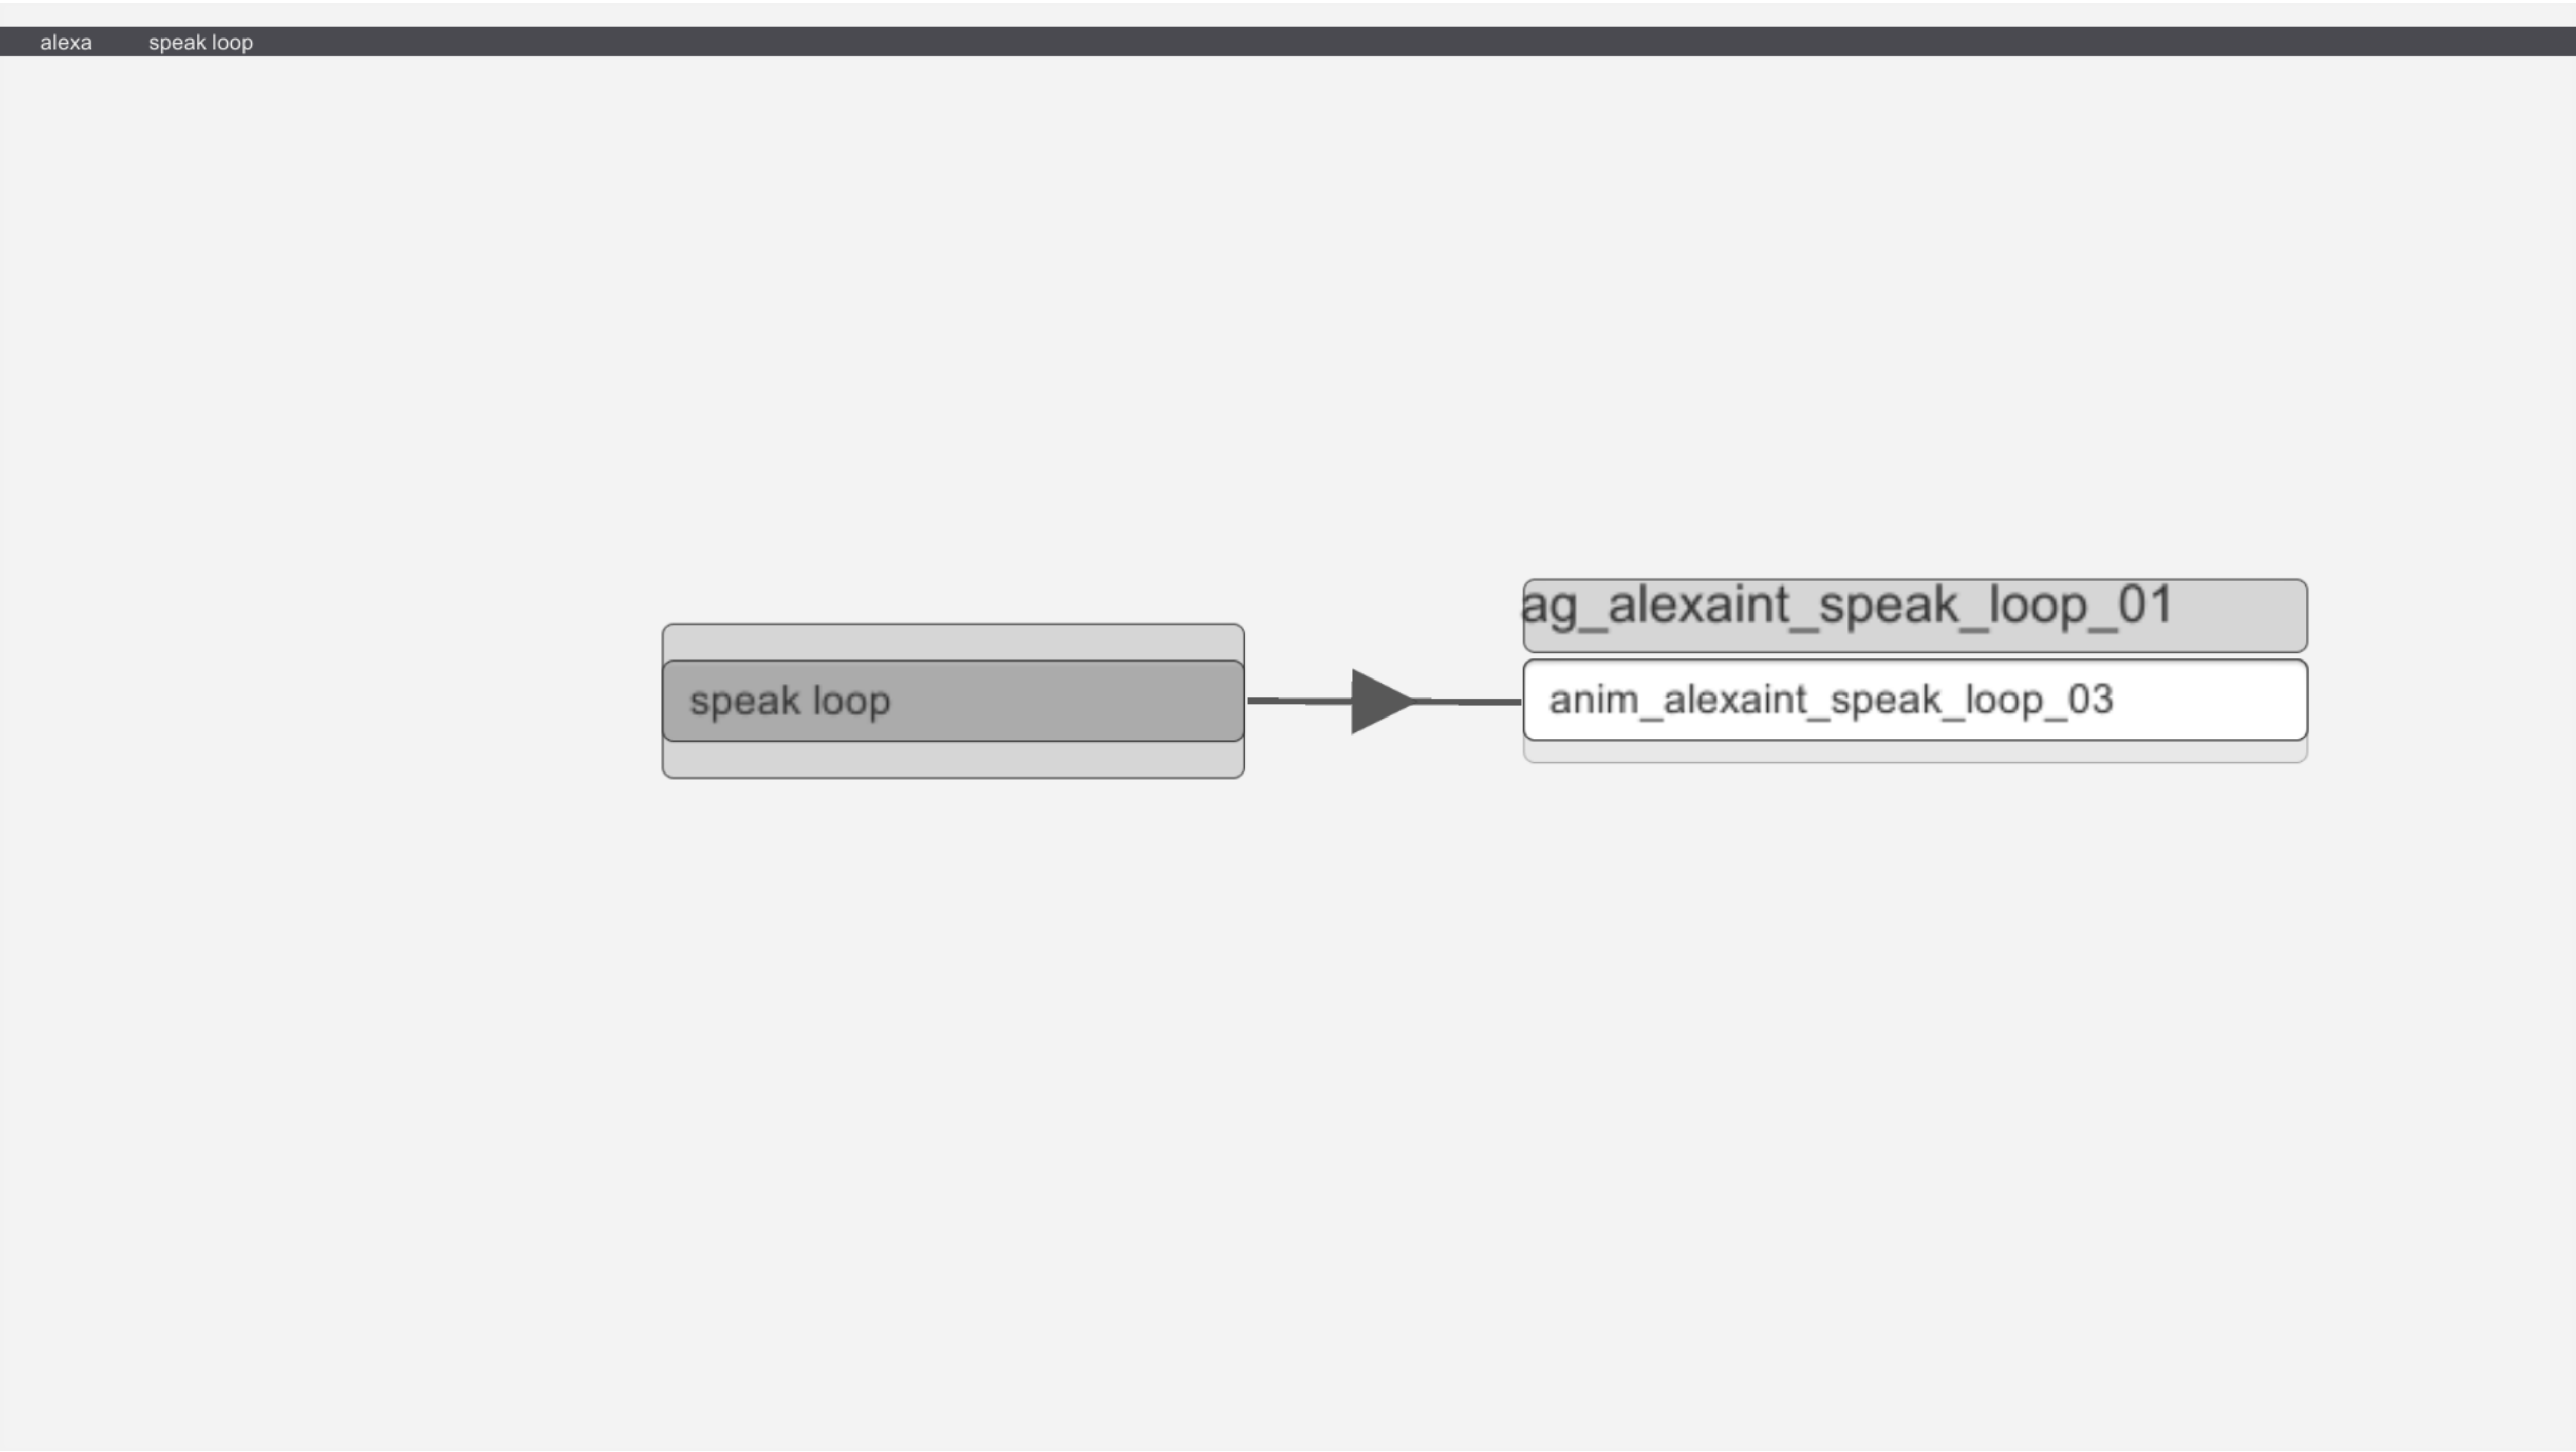 alexa speak loop
ag_alexaint_speak_loop_01
speak loop
anim_alexaint_speak_loop_03